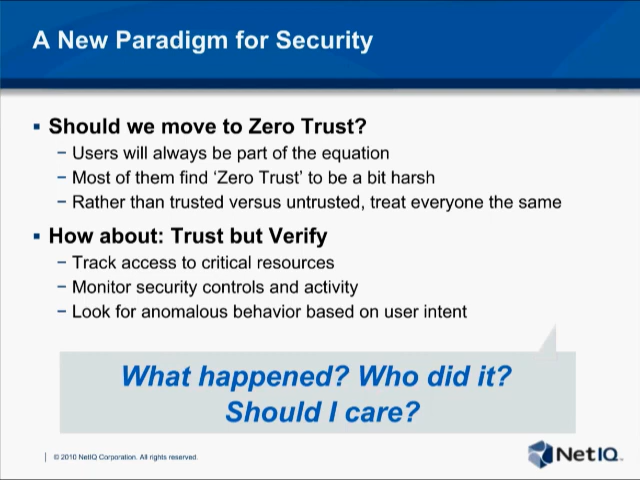 A New Paradigm for Security
▪ Should we move to Zero Trust?
– Users will always be part of the equation
– Most of them find ‘Zero Trust’ to be a bit harsh
– Rather than trusted versus untrusted, treat everyone the same
▪ How about: Trust but Verify
– Track access to critical resources
– Monitor security controls and activity
– Look for anomalous behavior based on user intent
What happened? Who did it?
Should I care?
© 2010 NetIQ Corporation. All rights reserved.
NetIQ